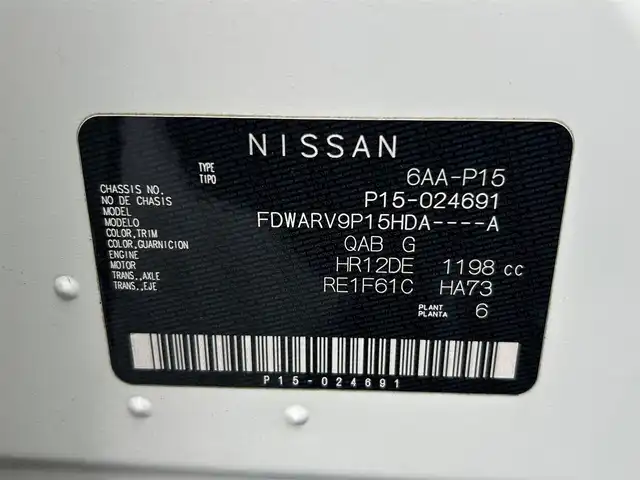 NISSAN
TYPE
TIPO
6AA-P15
CHASSIS NO.
NO DE CHASSIS
P15-024691
MODEL
MODELO
FDWARV9P15HDA----A
COLOR,TRIM
COLOR,GUARNICION
QAB G
ENGINE
MOTOR
HR12DE 1198 cc
TRANS.,AXLE
TRANS.,EJE
RE1F61C HA73
PLANT
PLANTA
6
P15-024691